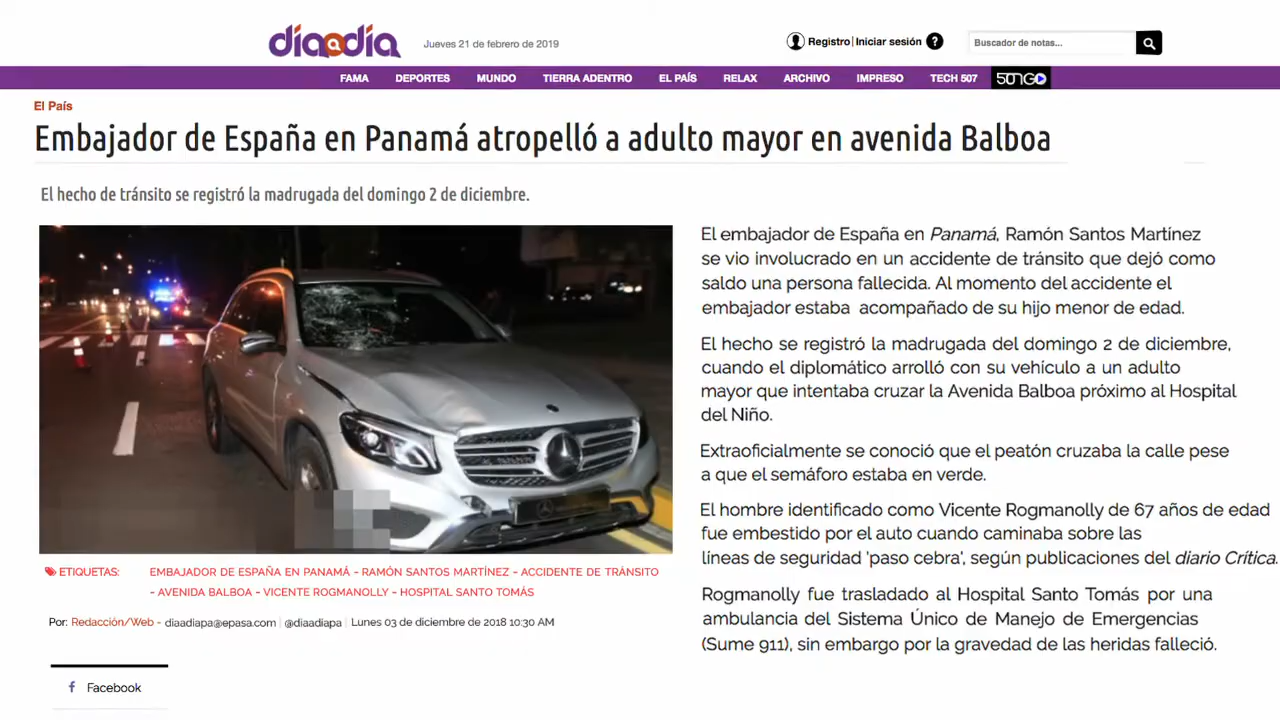 diaadia
Jueves 21 de febrero de 2019
Registro| Iniciar sesión ?
Buscador de notas...
FAMA DEPORTES MUNDO TIERRA ADENTRO EL PAÍS RELAX ARCHIVO IMPRESO TECH 507 507GO
El País
Embajador de España en Panamá atropelló a adulto mayor en avenida Balboa
El hecho de tránsito se registró la madrugada del domingo 2 de diciembre.
ETIQUETAS: EMBAJADOR DE ESPAÑA EN PANAMÁ - RAMÓN SANTOS MARTÍNEZ - ACCIDENTE DE TRÁNSITO
- AVENIDA BALBOA - VICENTE ROGMANOLLY - HOSPITAL SANTO TOMÁS
Por: Redacción/Web - diaadiapa@epasa.com | @diaadiapa | Lunes 03 de diciembre de 2018 10:30 AM
Facebook
El embajador de España en Panamá, Ramón Santos Martínez
se vio involucrado en un accidente de tránsito que dejó como
saldo una persona fallecida. Al momento del accidente el
embajador estaba acompañado de su hijo menor de edad.
El hecho se registró la madrugada del domingo 2 de diciembre,
cuando el diplomático arrolló con su vehículo a un adulto
mayor que intentaba cruzar la Avenida Balboa próximo al Hospital
del Niño.
Extraoficialmente se conoció que el peatón cruzaba la calle pese
a que el semáforo estaba en verde.
El hombre identificado como Vicente Rogmanolly de 67 años de edad
fue embestido por el auto cuando caminaba sobre las
líneas de seguridad 'paso cebra', según publicaciones del diario Crítica.
Rogmanolly fue trasladado al Hospital Santo Tomás por una
ambulancia del Sistema Único de Manejo de Emergencias
(Sume 911), sin embargo por la gravedad de las heridas falleció.